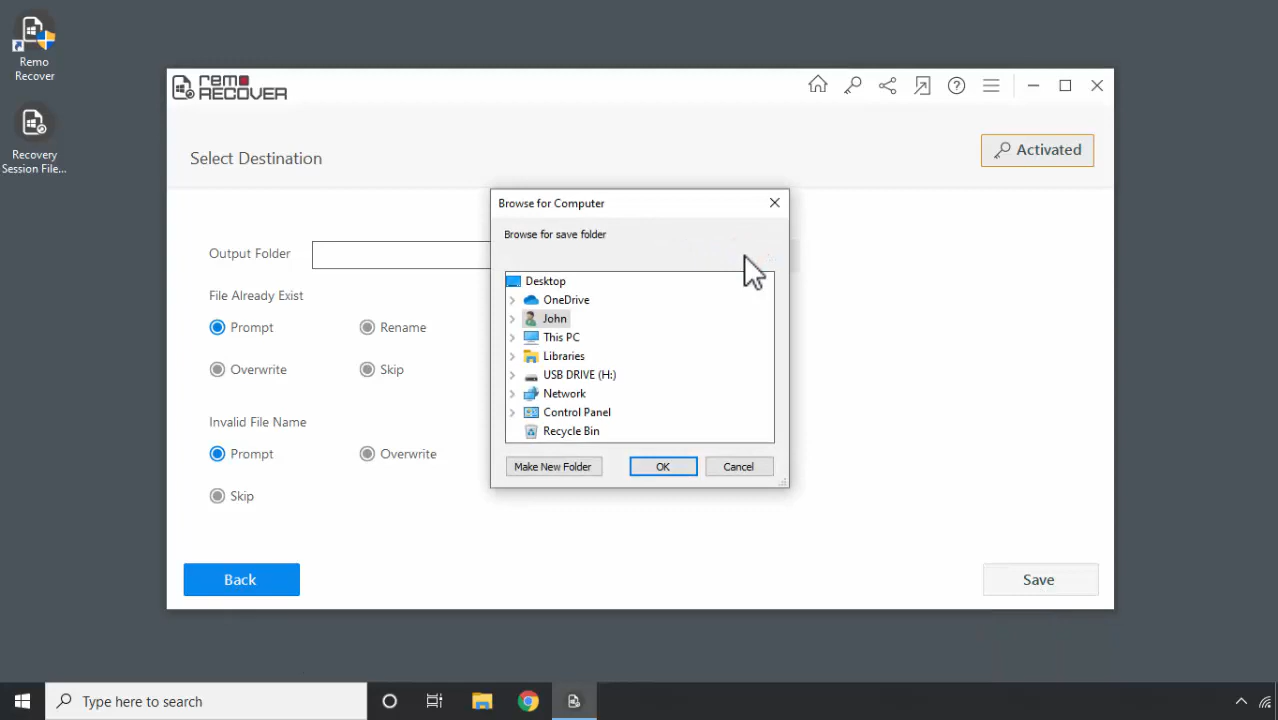 Remo
Recover
Recovery
Session File...
remo
RECOVER
Select Destination
Activated
Browse for Computer
Browse for save folder
Output Folder
Desktop
File Already Exist
OneDrive
John
Prompt
Rename
This PC
Libraries
Overwrite
Skip
USB DRIVE (H:)
Network
Control Panel
Invalid File Name
Recycle Bin
Prompt
Overwrite
Make New Folder
OK
Cancel
Skip
Back
Save
Type here to search